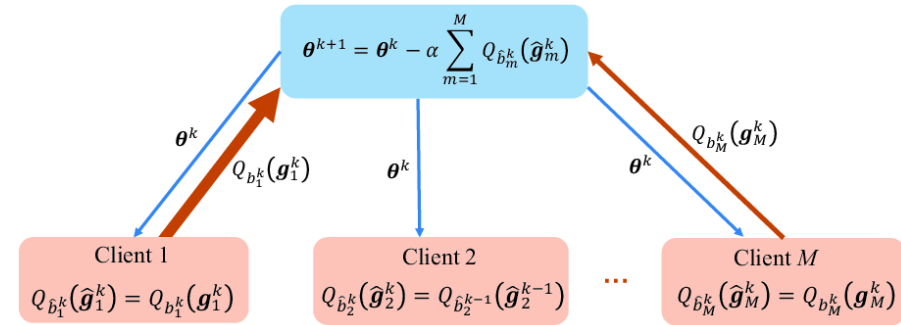 θ^{k+1} = θ^k − α ∑_{m=1}^{M} Q_{b̂_m^k}(ĝ_m^k)
θ^k
Q_{b_1^k}(g_1^k)
θ^k
θ^k
Q_{b_M^k}(g_M^k)
Client 1
Q_{b̂_1^k}(ĝ_1^k) = Q_{b_1^k}(g_1^k)
Client 2
Q_{b̂_2^k}(ĝ_2^k) = Q_{b̂_2^{k−1}}(ĝ_2^{k−1})
...
Client M
Q_{b̂_M^k}(ĝ_M^k) = Q_{b_M^k}(g_M^k)